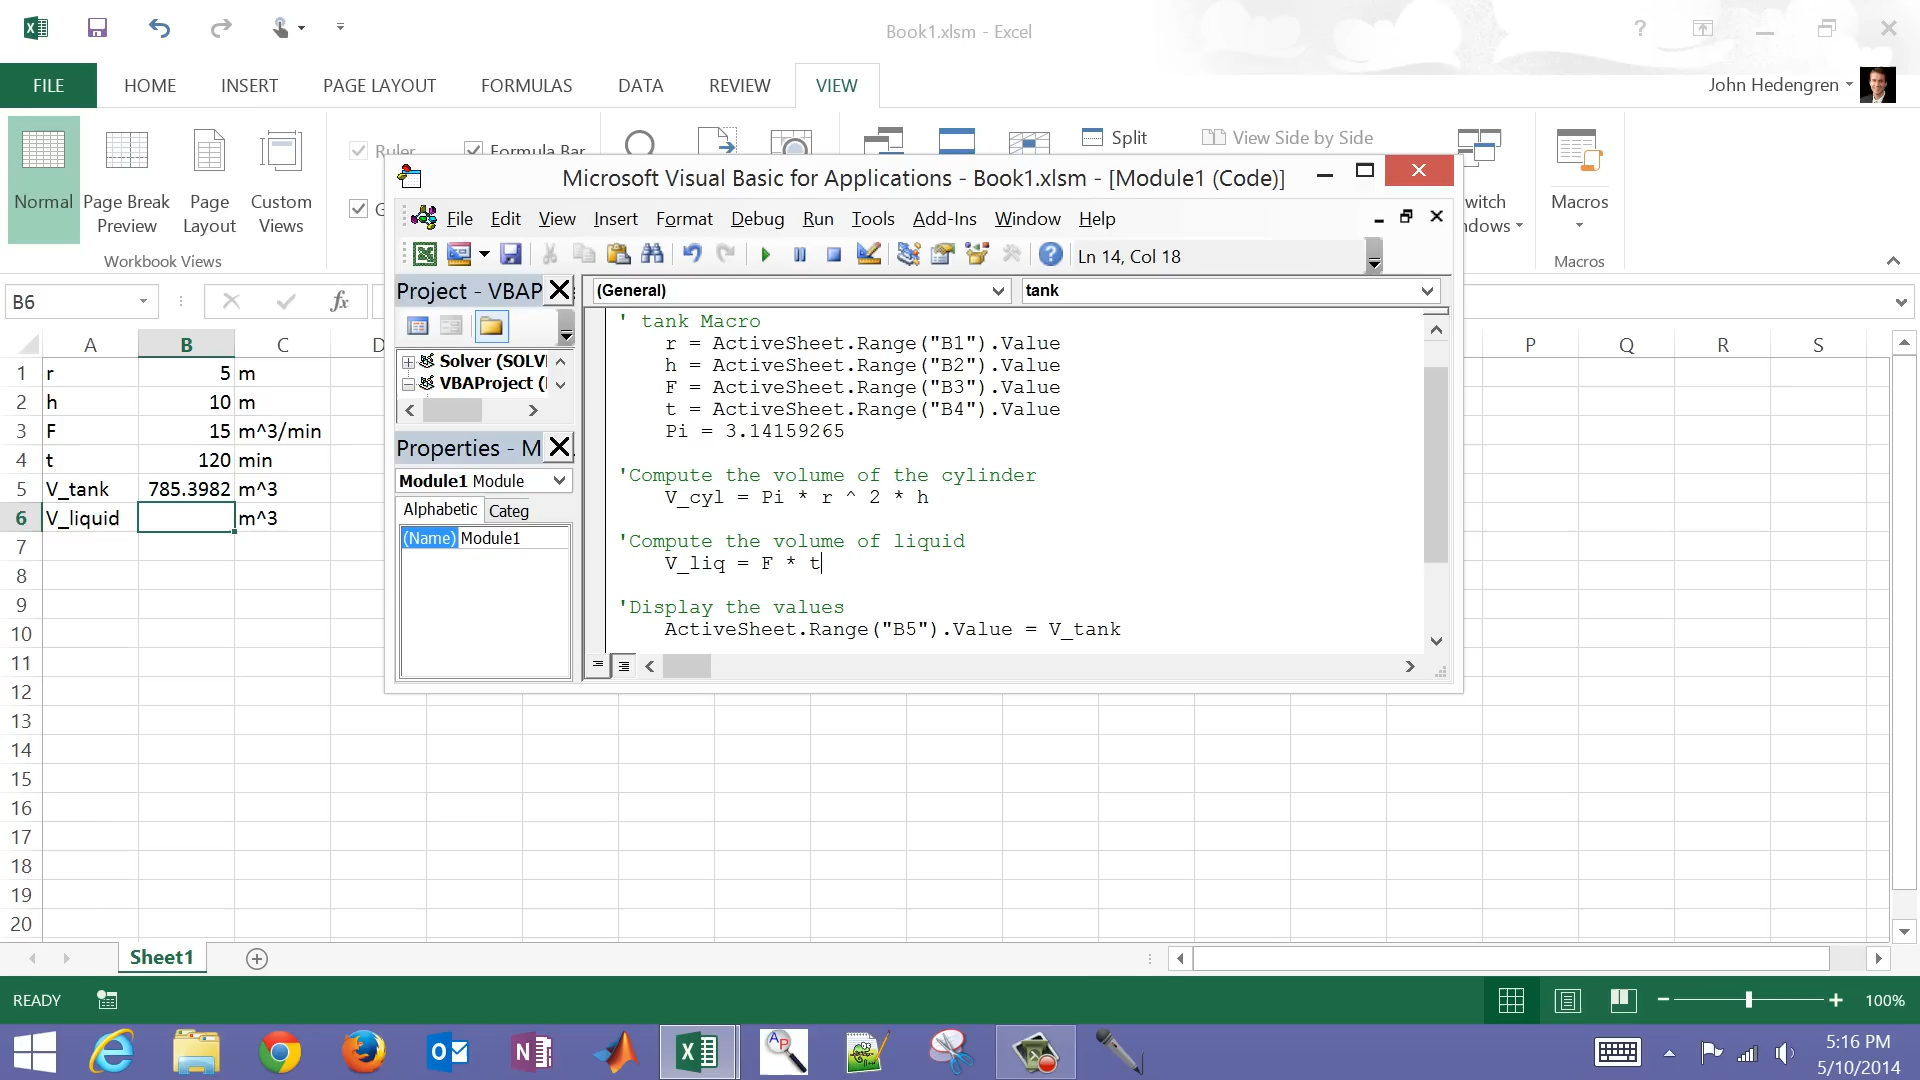 Book1.xlsm - Excel
?
FILE
HOME
INSERT
PAGE LAYOUT
FORMULAS
DATA
REVIEW
VIEW
John Hedengren
Normal
Page Break
Preview
Page
Layout
Custom
Views
Workbook Views
Ruler
Formula Bar
G
Split
View Side by Side
witch
ndows
Macros
Macros
Microsoft Visual Basic for Applications - Book1.xlsm - [Module1 (Code)]
File Edit View Insert Format Debug Run Tools Add-Ins Window Help
Ln 14, Col 18
Project - VBAP
Solver (SOLV
VBAProject (
Properties - M
Module1 Module
Alphabetic
Categ
(Name) Module1
(General)
tank
' tank Macro
r = ActiveSheet.Range("B1").Value
h = ActiveSheet.Range("B2").Value
F = ActiveSheet.Range("B3").Value
t = ActiveSheet.Range("B4").Value
Pi = 3.14159265
'Compute the volume of the cylinder
V_cyl = Pi * r ^ 2 * h
'Compute the volume of liquid
V_liq = F * t
'Display the values
ActiveSheet.Range("B5").Value = V_tank
B6
fx
A B C D P Q R S
1 r 5 m
2 h 10 m
3 F 15 m^3/min
4 t 120 min
5 V_tank 785.3982 m^3
6 V_liquid m^3
7
8
9
10
11
12
13
14
15
16
17
18
19
20
Sheet1
READY
100%
5:16 PM
5/10/2014